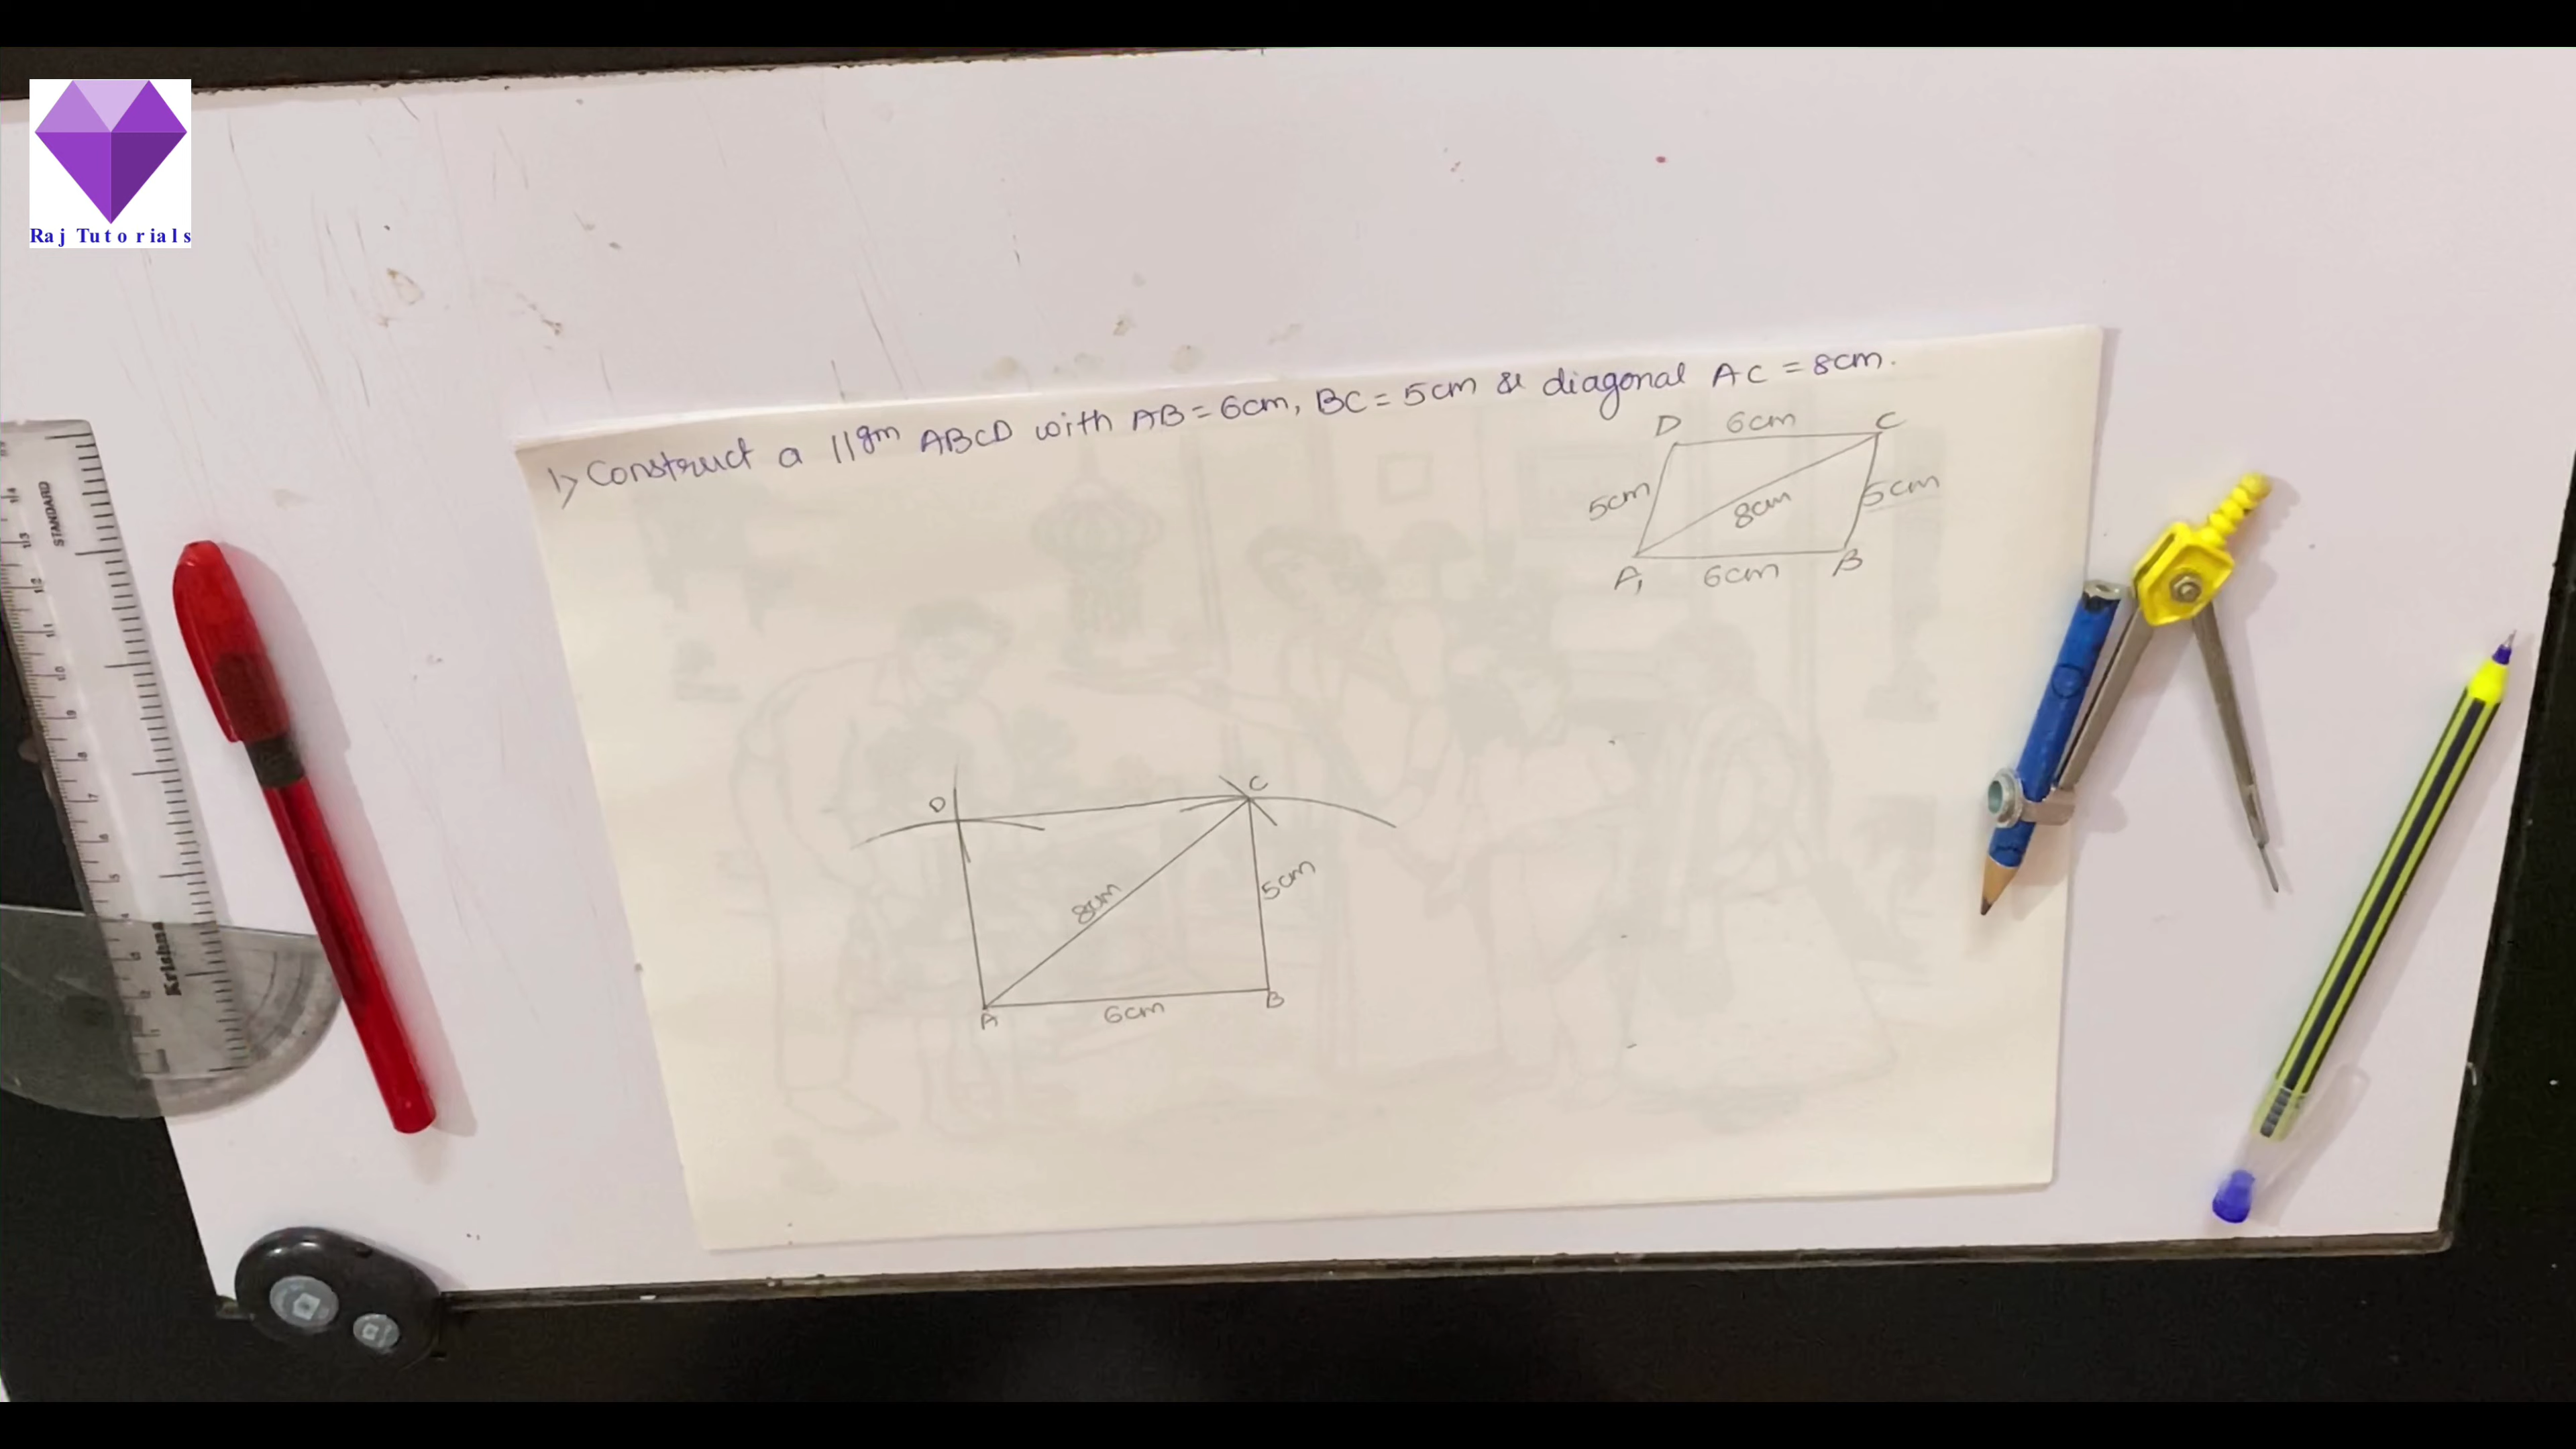 Raj Tutorials
1) Construct a ||gm ABCD with AB = 6cm, BC = 5cm & diagonal AC = 8cm.
D 6cm C
5cm 8cm 5cm
A 6cm B
D C
8cm 5cm
A 6cm B
STANDARD
Krishna